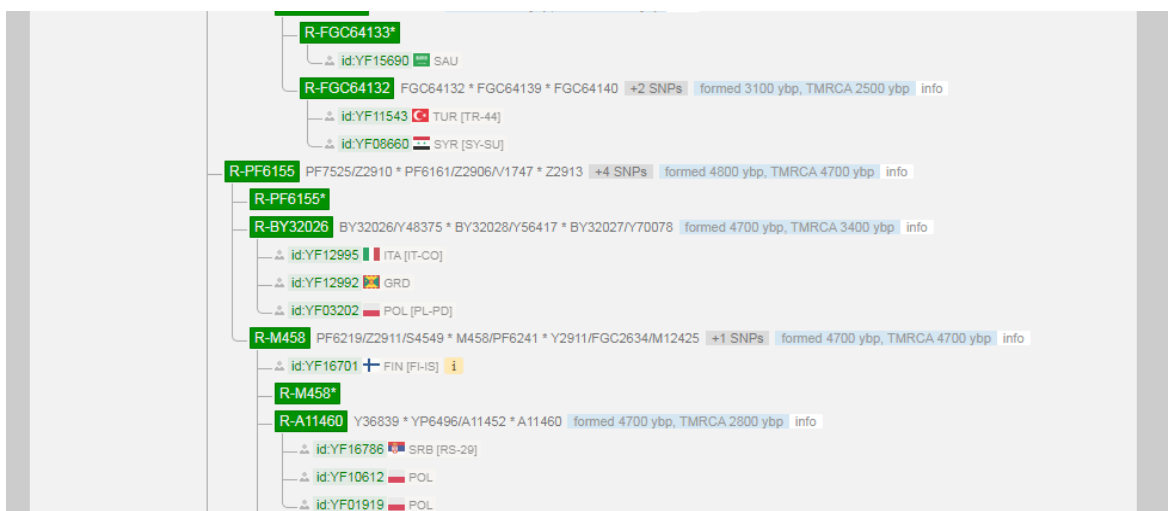 R-FGC64133*
id:YF15690 SAU
R-FGC64132 FGC64132 * FGC64139 * FGC64140 +2 SNPs formed 3100 ybp, TMRCA 2500 ybp info
id:YF11543 TUR [TR-44]
id:YF08660 SYR [SY-SU]
R-PF6155 PF7525/Z2910 * PF6161/Z2906/V1747 * Z2913 +4 SNPs formed 4800 ybp, TMRCA 4700 ybp info
R-PF6155*
R-BY32026 BY32026/Y48375 * BY32028/Y56417 * BY32027/Y70078 formed 4700 ybp, TMRCA 3400 ybp info
id:YF12995 ITA [IT-CO]
id:YF12992 GRD
id:YF03202 POL [PL-PD]
R-M458 PF6219/Z2911/S4549 * M458/PF6241 * Y2911/FGC2634/M12425 +1 SNPs formed 4700 ybp, TMRCA 4700 ybp info
id:YF16701 FIN [FI-IS] i
R-M458*
R-A11460 Y36839 * YP6496/A11452 * A11460 formed 4700 ybp, TMRCA 2800 ybp info
id:YF16786 SRB [RS-29]
id:YF10612 POL
id:YF01919 POL